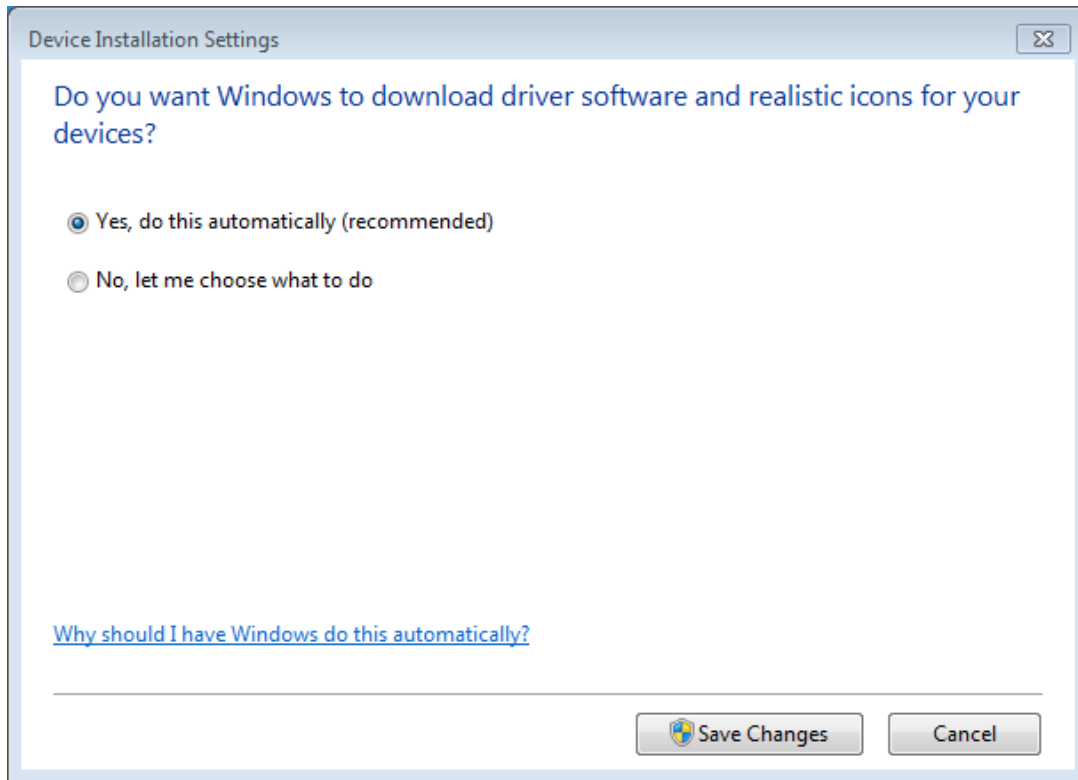 Device Installation Settings
Do you want Windows to download driver software and realistic icons for your
devices?
Yes, do this automatically (recommended)
No, let me choose what to do
Why should I have Windows do this automatically?
Save Changes
Cancel